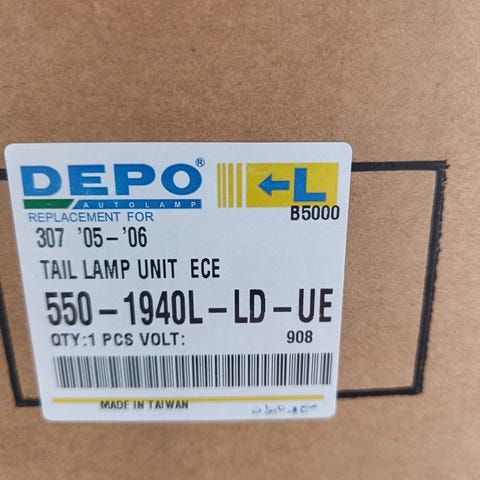 DEPO®
AUTOLAMP
←L
REPLACEMENT FOR
B5000
307 '05-'06
TAIL LAMP UNIT ECE
550-1940L-LD-UE
QTY:1 PCS VOLT:
908
MADE IN TAIWAN